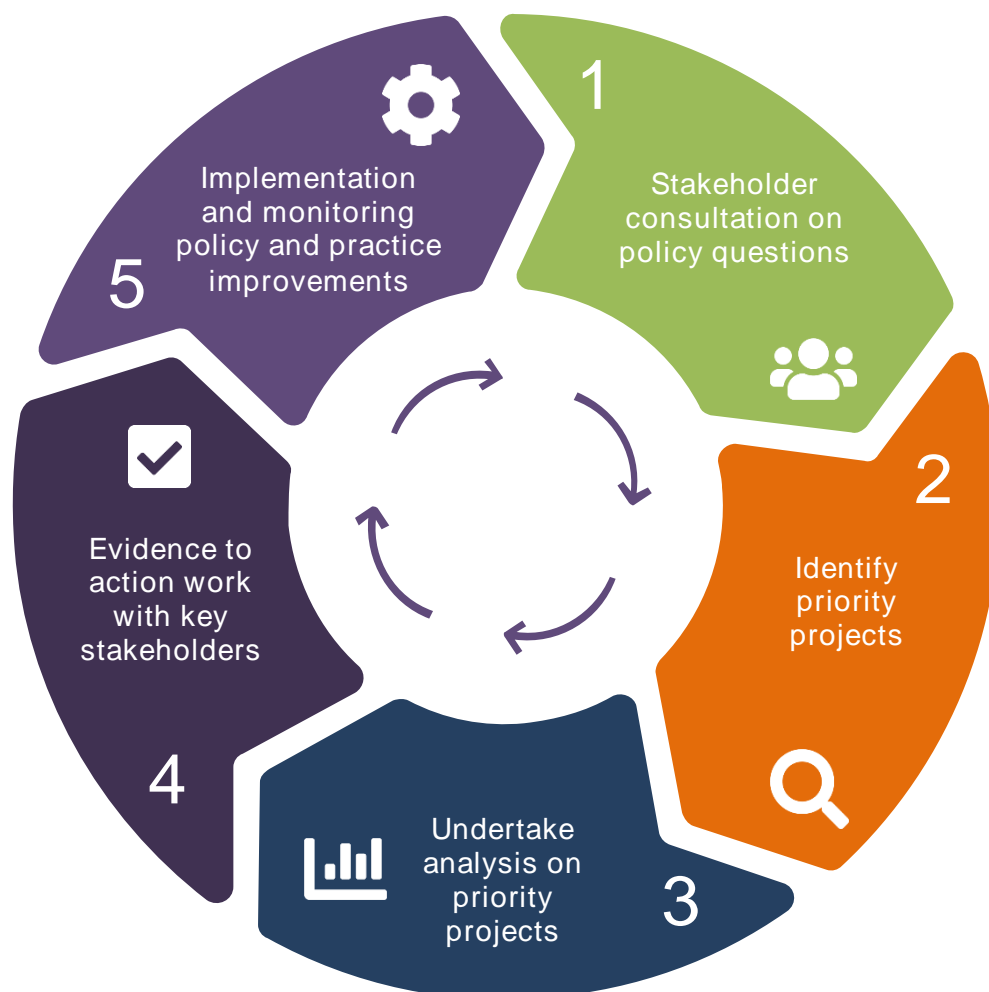 1
Stakeholder
consultation on
policy questions
2
Identify
priority
projects
3
Undertake
analysis on
priority
projects
4
Evidence to
action work
with key
stakeholders
5
Implementation
and monitoring
policy and practice
improvements